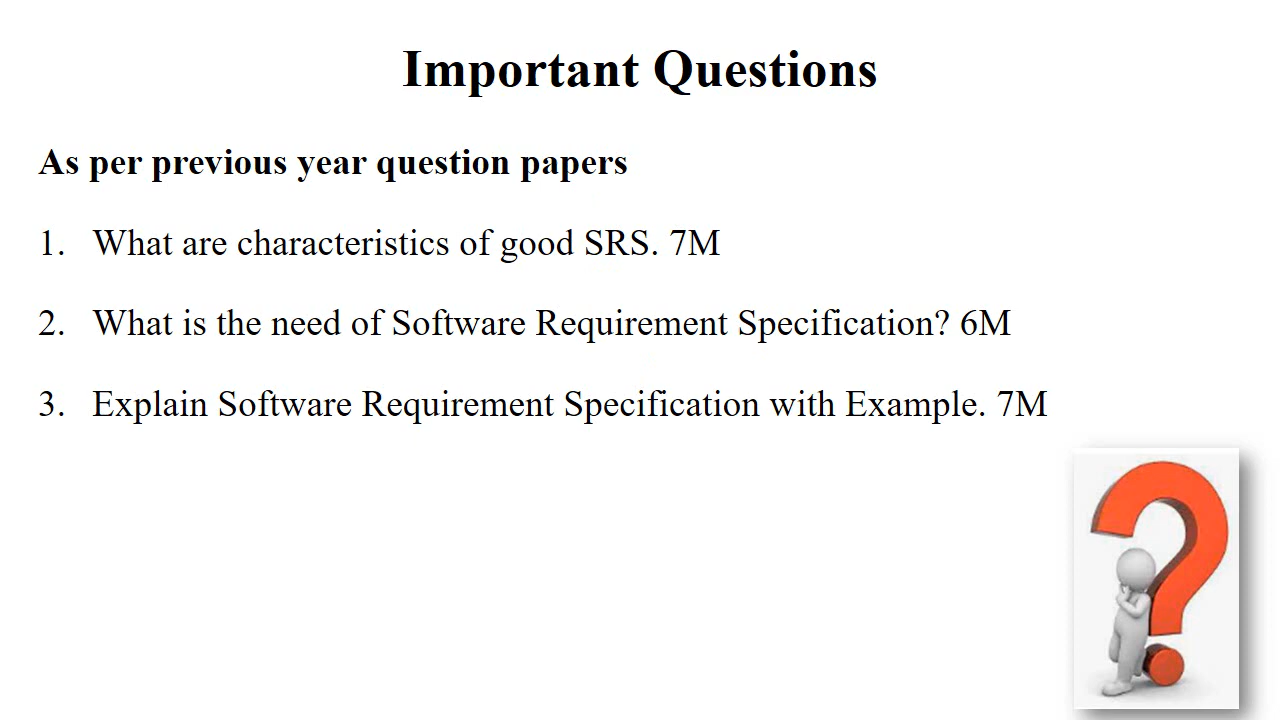 Important Questions
As per previous year question papers
1. What are characteristics of good SRS. 7M
2. What is the need of Software Requirement Specification? 6M
3. Explain Software Requirement Specification with Example. 7M